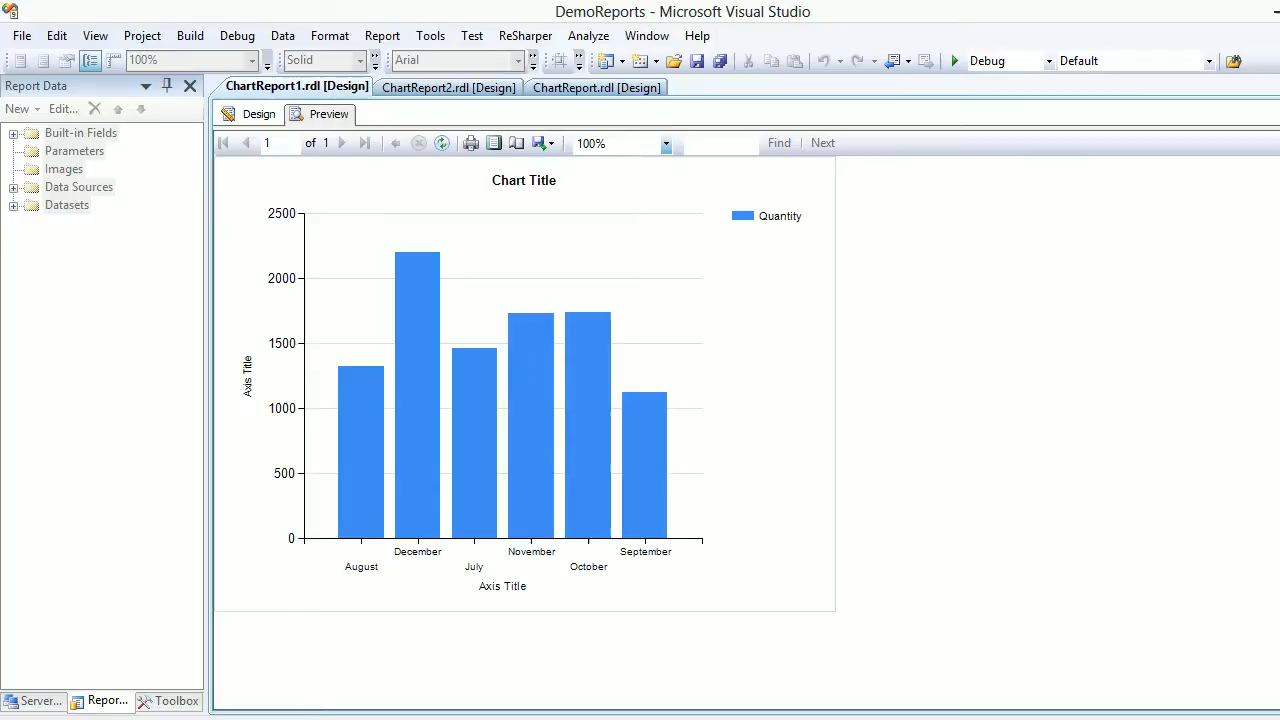 DemoReports - Microsoft Visual Studio
File Edit View Project Build Debug Data Format Report Tools Test ReSharper Analyze Window Help
100% Solid Arial Debug Default
Report Data
ChartReport1.rdl [Design] ChartReport2.rdl [Design] ChartReport.rdl [Design]
New Edit...
Design Preview
Built-in Fields
Parameters
Images
Data Sources
Datasets
1 of 1 100% Find Next
Chart Title
Quantity
2500
2000
1500
1000
500
0
Axis Title
December November September
August July October
Axis Title
Server... Repor... Toolbox